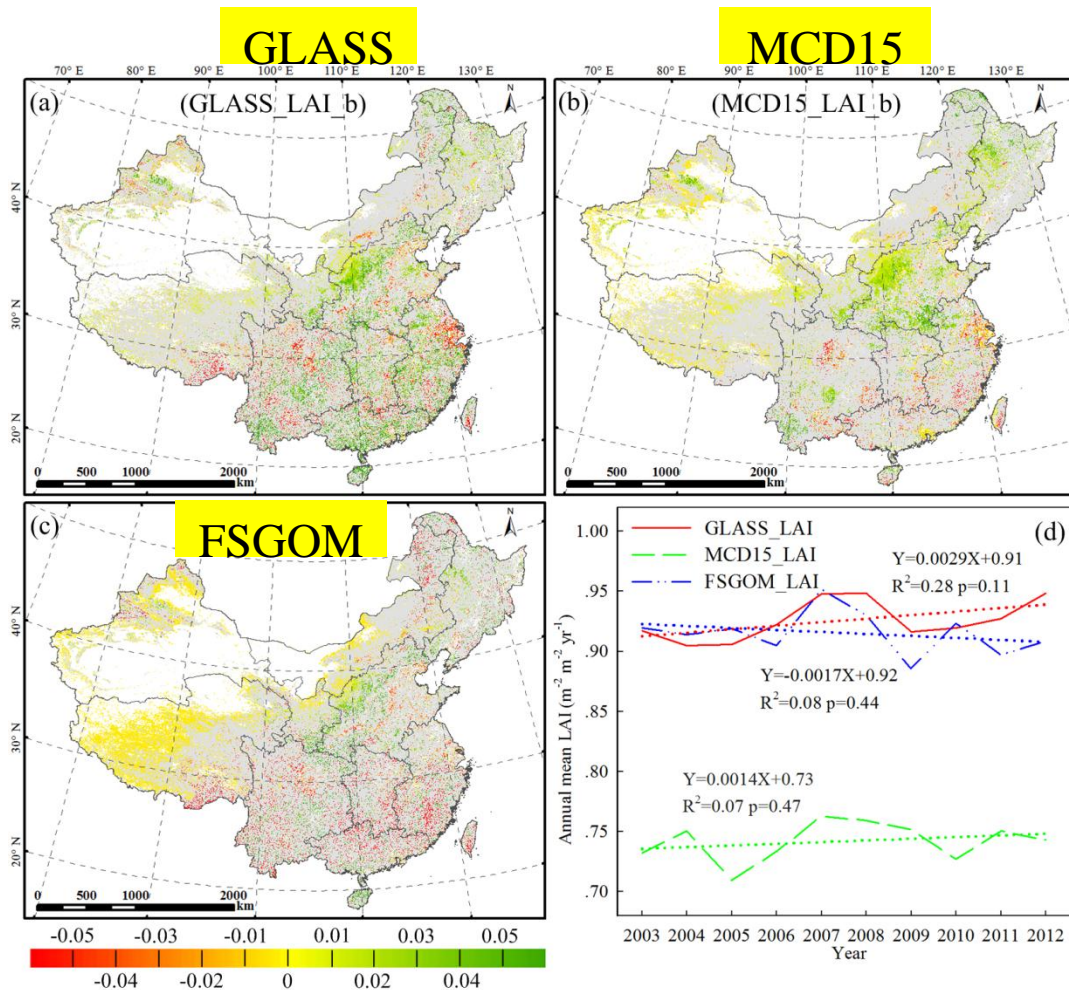 GLASS
MCD15
70° E 80° E 90° E 100° E 110° E 120° E 130° E
70° E 80° E 90° E 100° E 110° E 120° E 130° E
(a)
(GLASS_LAI_b)
N
(b)
(MCD15_LAI_b)
N
40° N
30° N
20° N
40° N
30° N
20° N
0 500 1000 2000
km
0 500 1000 2000
km
(c)
FSGOM
N
40° N
30° N
20° N
0 500 1000 2000
km
-0.05 -0.03 -0.01 0.01 0.03 0.05
-0.04 -0.02 0 0.02 0.04
(d)
GLASS_LAI
MCD15_LAI
FSGOM_LAI
Y=0.0029X+0.91
R²=0.28 p=0.11
Y=-0.0017X+0.92
R²=0.08 p=0.44
Y=0.0014X+0.73
R²=0.07 p=0.47
Annual mean LAI (m⁻² m⁻² yr⁻¹)
1.00
.95
.90
.85
.80
.75
.70
2003 2004 2005 2006 2007 2008 2009 2010 2011 2012
Year